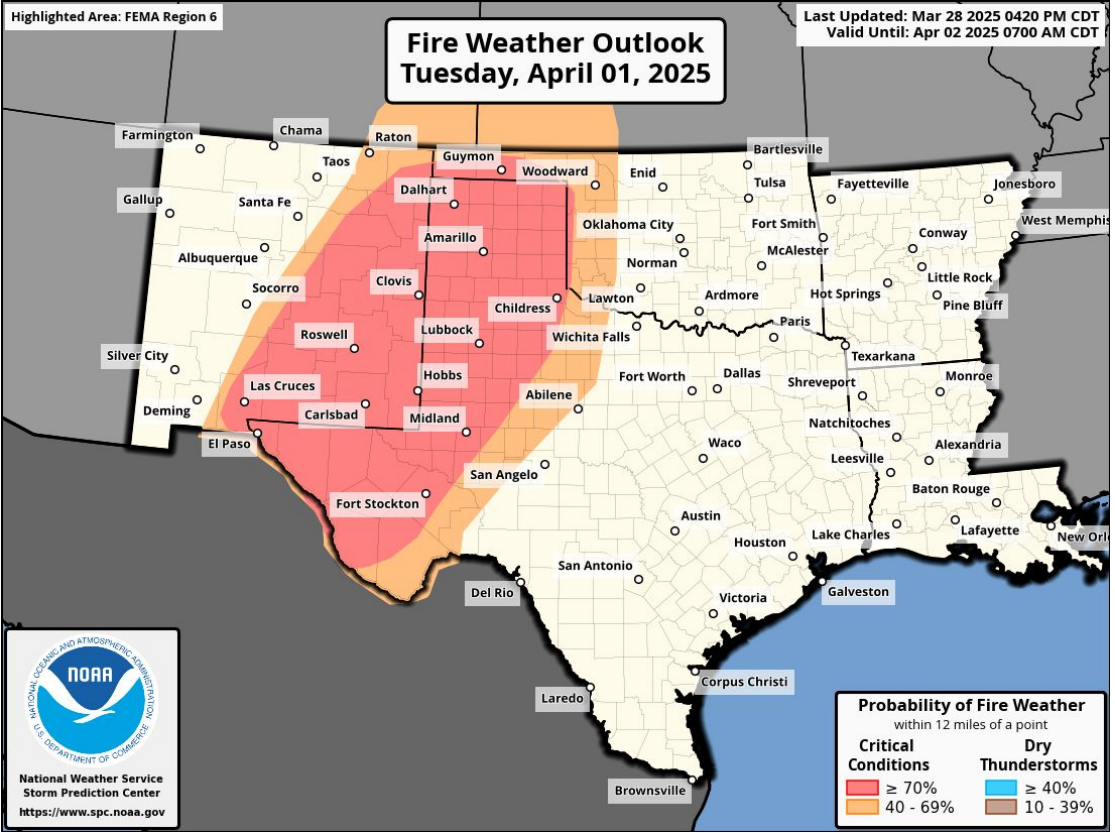 Highlighted Area: FEMA Region 6
Fire Weather Outlook
Tuesday, April 01, 2025
Last Updated: Mar 28 2025 0420 PM CDT
Valid Until: Apr 02 2025 0700 AM CDT
Farmington
Chama
Raton
Taos
Guymon
Woodward
Enid
Bartlesville
Tulsa
Fayetteville
Jonesboro
Gallup
Santa Fe
Dalhart
Oklahoma City
Fort Smith
West Memphis
Albuquerque
Amarillo
Norman
McAlester
Conway
Little Rock
Socorro
Clovis
Childress
Lawton
Ardmore
Hot Springs
Pine Bluff
Roswell
Lubbock
Wichita Falls
Paris
Texarkana
Silver City
Las Cruces
Hobbs
Fort Worth
Dallas
Shreveport
Monroe
Deming
Carlsbad
Midland
Abilene
Natchitoches
El Paso
San Angelo
Waco
Leesville
Alexandria
Fort Stockton
Austin
Houston
Lake Charles
Baton Rouge
Lafayette
New Orl
San Antonio
Del Rio
Victoria
Galveston
Laredo
Corpus Christi
Brownsville
NATIONAL OCEANIC AND ATMOSPHERIC ADMINISTRATION
NOAA
U.S. DEPARTMENT OF COMMERCE
National Weather Service
Storm Prediction Center
https://www.spc.noaa.gov
Probability of Fire Weather
within 12 miles of a point
Critical
Conditions
≥ 70%
40 - 69%
Dry
Thunderstorms
≥ 40%
10 - 39%